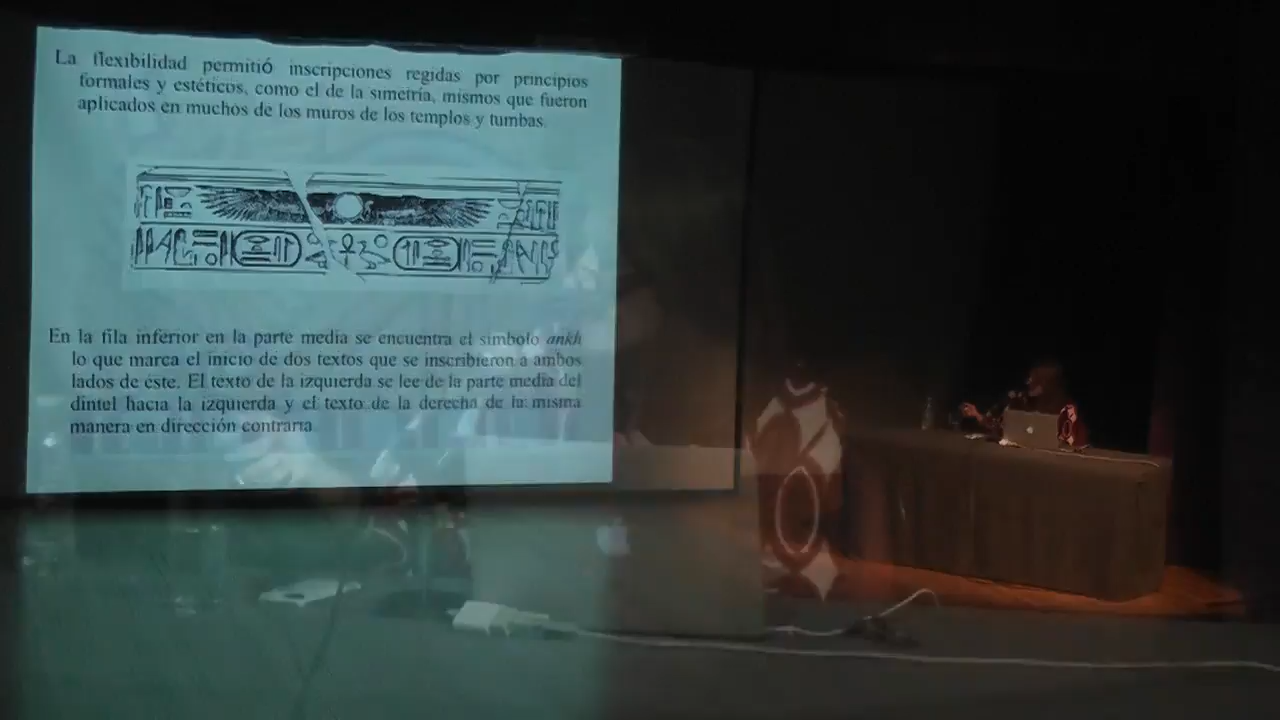 La flexibilidad permitió inscripciones regidas por principios
formales y estéticos, como el de la simetría, mismos que fueron
aplicados en muchos de los muros de los templos y tumbas.
En la fila inferior en la parte media se encuentra el símbolo ankh
lo que marca el inicio de dos textos que se inscribieron a ambos
lados de éste. El texto de la izquierda se lee de la parte media del
dintel hacia la izquierda y el texto de la derecha de la misma
manera en dirección contraria